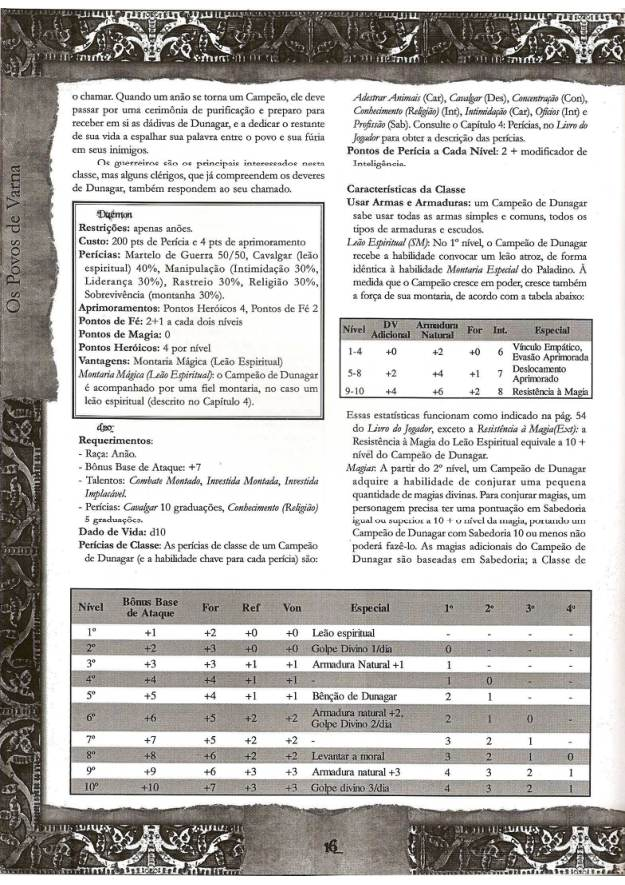 Os Povos de Varna
o chamar. Quando um anão se torna um Campeão, ele deve
passar por uma cerimônia de purificação e preparo para
receber em si as dádivas de Dunagar, e a dedicar o restante
de sua vida a espalhar sua palavra entre o povo e sua fúria
em seus inimigos.
Os guerreiros são os principais interessados nesta
classe, mas alguns clérigos, que já compreendem os deveres
de Dunagar, também respondem ao seu chamado.
Daemon
Restrições: apenas anões.
Custo: 200 pts de Perícia e 4 pts de aprimoramento
Perícias: Martelo de Guerra 50/50, Cavalgar (leão
espiritual) 40%, Manipulação (Intimidação 30%,
Liderança 30%), Rastreio 30%, Religião 30%,
Sobrevivência (montanha 30%).
Aprimoramentos: Pontos Heróicos 4, Pontos de Fé 2
Pontos de Fé: 2+1 a cada dois níveis
Pontos de Magia: 0
Pontos Heróicos: 4 por nível
Vantagens: Montaria Mágica (Leão Espiritual)
Montaria Mágica (Leão Espiritual): o Campeão de Dunagar
é acompanhado por uma fiel montaria, no caso um
leão espiritual (descrito no Capítulo 4).
d20
Requerimentos:
- Raça: Anão.
- Bônus Base de Ataque: +7
- Talentos: Combate Montado, Investida Montada, Investida
Implacável.
- Perícias: Cavalgar 10 graduações, Conhecimento (Religião)
5 graduações.
Dado de Vida: d10
Perícias de Classe: As perícias de classe de um Campeão
de Dunagar (e a habilidade chave para cada perícia) são:
Adestrar Animais (Car), Cavalgar (Des), Concentração (Con),
Conhecimento (Religião) (Int), Intimidação (Car), Ofícios (Int) e
Profissão (Sab). Consulte o Capítulo 4: Perícias, no Livro do
Jogador para obter a descrição das perícias.
Pontos de Perícia a Cada Nível: 2 + modificador de
Inteligência.
Características da Classe
Usar Armas e Armaduras: um Campeão de Dunagar
sabe usar todas as armas simples e comuns, todos os
tipos de armaduras e escudos.
Leão Espiritual (SM): No 1º nível, o Campeão de Dunagar
recebe a habilidade convocar um leão atroz, de forma
idêntica à habilidade Montaria Especial do Paladino. À
medida que o Campeão cresce em poder, cresce também
a força de sua montaria, de acordo com a tabela abaixo:
Nível DV Adicional Armadura Natural For Int. Especial
1-4 +0 +2 +0 6 Vínculo Empático, Evasão Aprimorada
5-8 +2 +4 +1 7 Deslocamento Aprimorado
9-10 +4 +6 +2 8 Resistência à Magia
Essas estatísticas funcionam como indicado na pág. 54
do Livro do Jogador, exceto a Resistência à Magia(Ext): a
Resistência à Magia do Leão Espiritual equivale a 10 +
nível do Campeão de Dunagar.
Magias: A partir do 2º nível, um Campeão de Dunagar
adquire a habilidade de conjurar uma pequena
quantidade de magias divinas. Para conjurar magias, um
personagem precisa ter uma pontuação em Sabedoria
igual ou superior a 10 + o nível da magia, portando um
Campeão de Dunagar com Sabedoria 10 ou menos não
poderá fazê-lo. As magias adicionais do Campeão de
Dunagar são baseadas em Sabedoria; a Classe de
Nível Bônus Base de Ataque For Ref Von Especial 1º 2º 3º 4º
1º +1 +2 +0 +0 Leão espiritual - - - -
2º +2 +3 +0 +0 Golpe Divino 1/dia 0 - - -
3º +3 +3 +1 +1 Armadura Natural +1 1 - - -
4º +4 +4 +1 +1 - 1 0 - -
5º +5 +4 +1 +1 Bênção de Dunagar 2 1 - -
6º +6 +5 +2 +2 Armadura natural +2, Golpe Divino 2/dia 2 1 0 -
7º +7 +5 +2 +2 - 3 2 1 -
8º +8 +6 +2 +2 Levantar a moral 3 2 1 0
9º +9 +6 +3 +3 Armadura natural +3 4 3 2 1
10º +10 +7 +3 +3 Golpe divino 3/dia 4 3 2 1
16